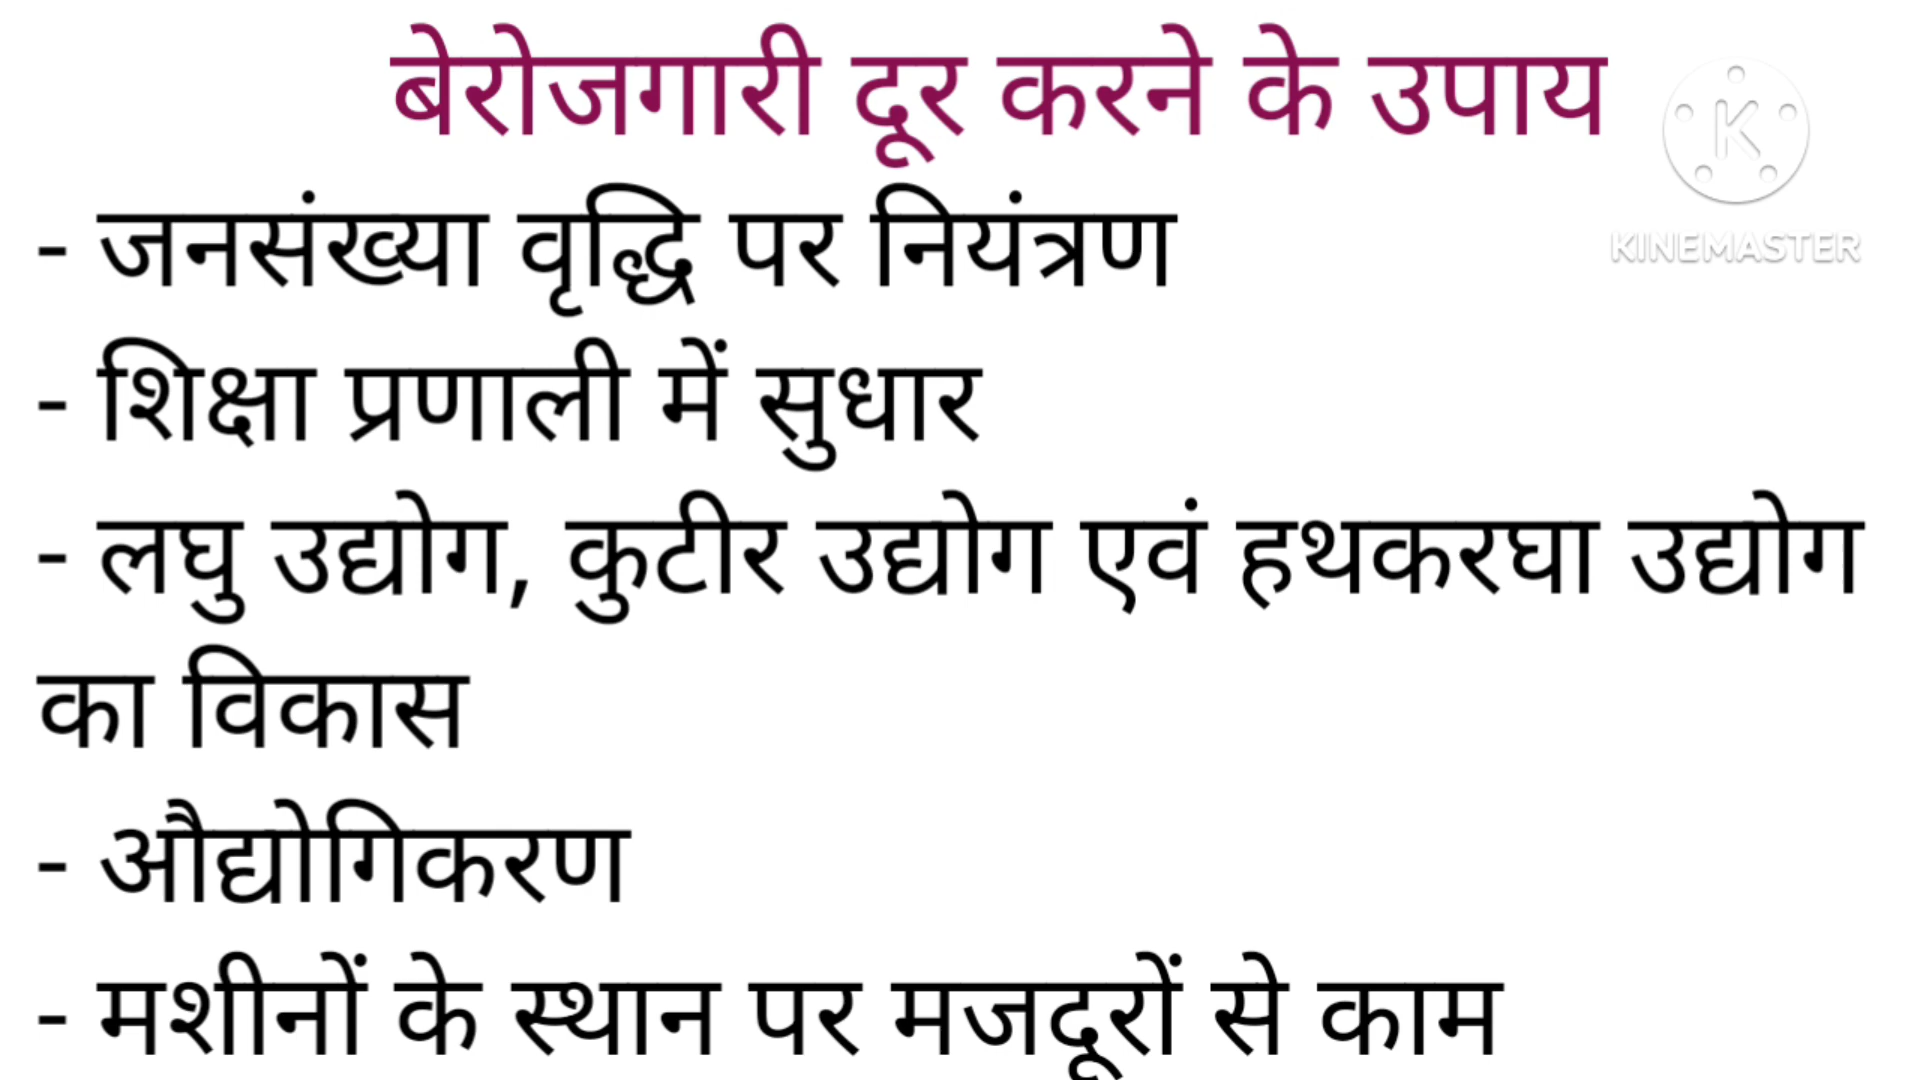 बेरोजगारी दूर करने के उपाय
- जनसंख्या वृद्धि पर नियंत्रण
KINEMASTER
- शिक्षा प्रणाली में सुधार
- लघु उद्योग, कुटीर उद्योग एवं हथकरघा उद्योग
का विकास
- औद्योगिकरण
- मशीनों के स्थान पर मजदूरों से काम